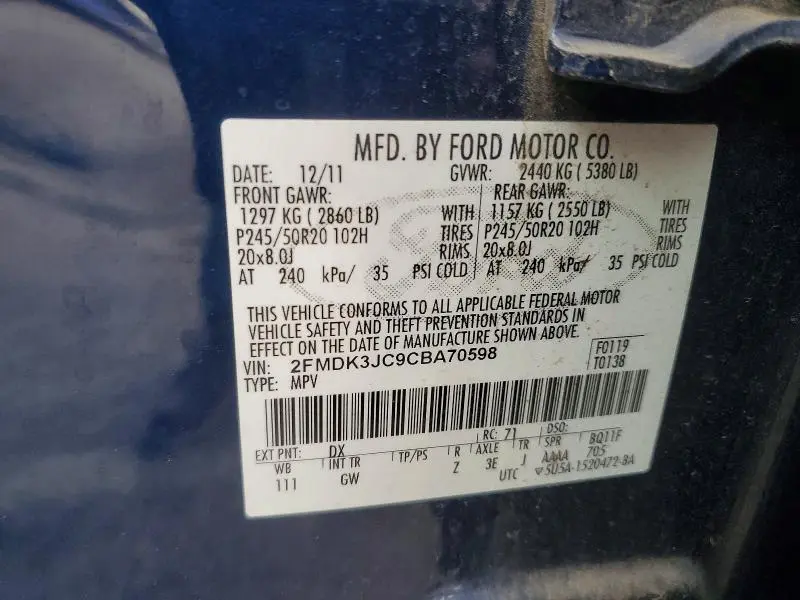 MFD. BY FORD MOTOR CO.
DATE: 12/11 GVWR: 2440 KG ( 5380 LB)
FRONT GAWR: REAR GAWR:
1297 KG ( 2860 LB) WITH 1157 KG ( 2550 LB) WITH
P245/50R20 102H TIRES P245/50R20 102H TIRES
20x8.0J RIMS 20x8.0J RIMS
AT 240 kPa/ 35 PSI COLD AT 240 kPa/ 35 PSI COLD
THIS VEHICLE CONFORMS TO ALL APPLICABLE FEDERAL MOTOR
VEHICLE SAFETY AND THEFT PREVENTION STANDARDS IN
EFFECT ON THE DATE OF MANUFACTURE SHOWN ABOVE.
VIN: 2FMDK3JC9CBA70598 F0119
TYPE: MPV T0138
EXT PNT: DX RC: 71 DSO:
WB INT TR TP/PS R AXLE TR SPR BQ11F
111 GW Z 3E J AAAA 705
UTC 5U5A-1520472-BA